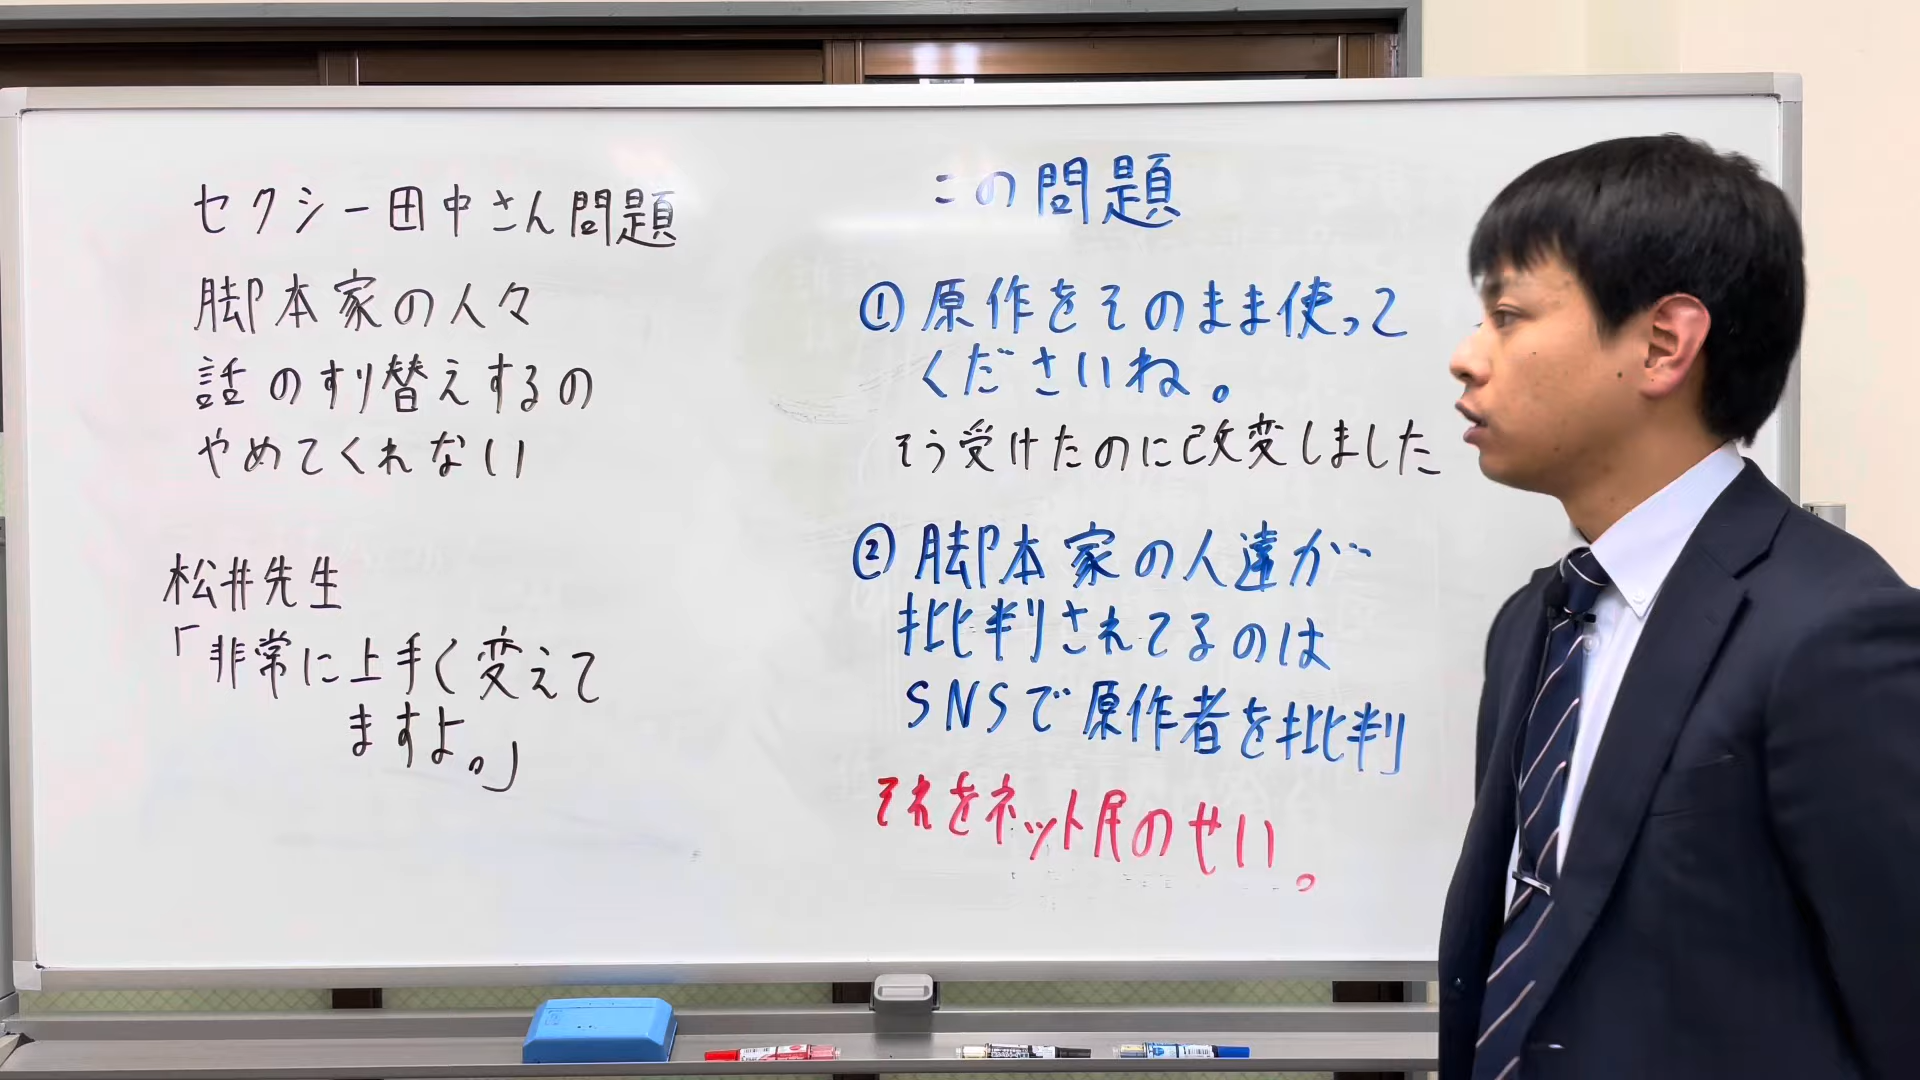 セクシー田中さん問題
脚本家の人々
話のすり替えするの
やめてくれない
松井先生
「非常に上手く変えて
ますよ。」
この問題
①原作をそのまま使って
くださいね。
そう受けたのに改変しました
②脚本家の人達が…
批判されてるのは
SNSで原作者を批判
それをネット民のせい。